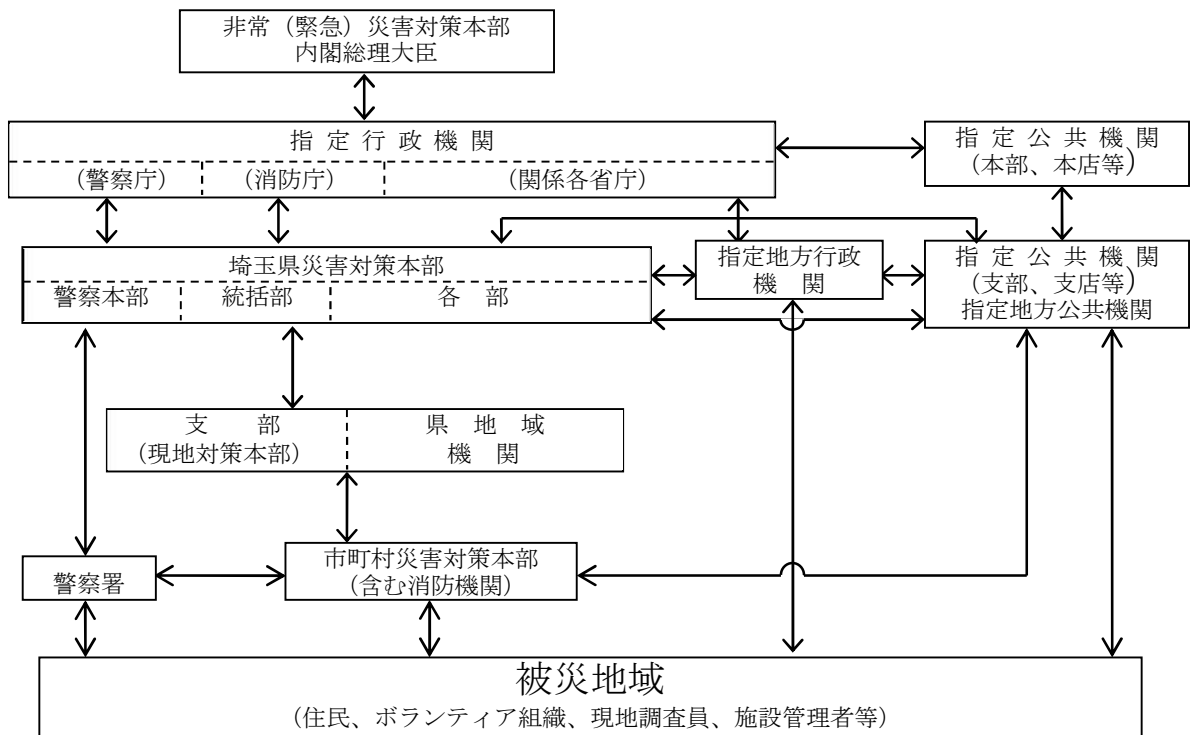 非常（緊急）災害対策本部
内閣総理大臣
指定行政機関
（警察庁）
（消防庁）
（関係各省庁）
指定公共機関
（本部、本店等）
埼玉県災害対策本部
警察本部
統括部
各部
指定地方行政
機関
指定公共機関
（支部、支店等）
指定地方公共機関
支部
（現地対策本部）
県地域
機関
警察署
市町村災害対策本部
（含む消防機関）
被災地域
（住民、ボランティア組織、現地調査員、施設管理者等）